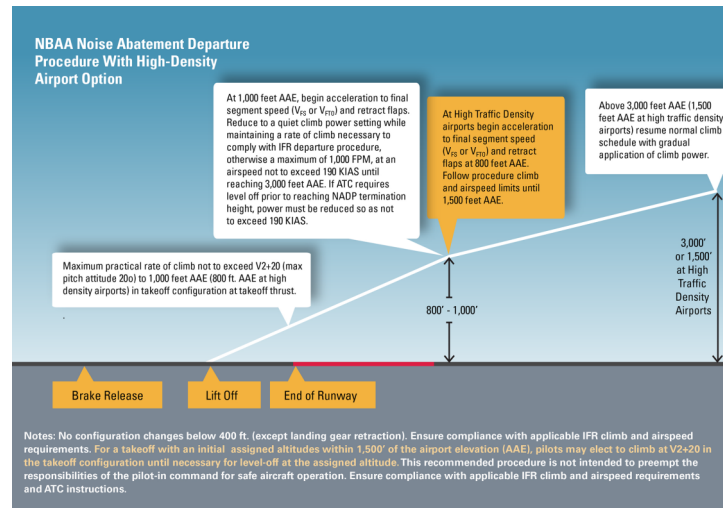 NBAA Noise Abatement Departure
Procedure With High-Density
Airport Option
At 1,000 feet AAE, begin acceleration to final
segment speed (VFS or VFTO) and retract flaps.
Reduce to a quiet climb power setting while
maintaining a rate of climb necessary to
comply with IFR departure procedure,
otherwise a maximum of 1,000 FPM, at an
airspeed not to exceed 190 KIAS until
reaching 3,000 feet AAE. If ATC requires
level off prior to reaching NADP termination
height, power must be reduced so as not
to exceed 190 KIAS.
At High Traffic Density
airports begin acceleration
to final segment speed
(VFS or VFTO) and retract
flaps at 800 feet AAE.
Follow procedure climb
and airspeed limits until
1,500 feet AAE.
Above 3,000 feet AAE (1,500
feet AAE at high traffic density
airports) resume normal climb
schedule with gradual
application of climb power.
Maximum practical rate of climb not to exceed V2+20 (max
pitch attitude 20o) to 1,000 feet AAE (800 ft. AAE at high
density airports) in takeoff configuration at takeoff thrust.
.
800' - 1,000'
3,000'
or 1,500'
at High
Traffic
Density
Airports
Brake Release
Lift Off
End of Runway
Notes: No configuration changes below 400 ft. (except landing gear retraction). Ensure compliance with applicable IFR climb and airspeed
requirements. For a takeoff with an initial assigned altitudes within 1,500' of the airport elevation (AAE), pilots may elect to climb at V2+20 in
the takeoff configuration until necessary for level-off at the assigned altitude. This recommended procedure is not intended to preempt the
responsibilities of the pilot-in command for safe aircraft operation. Ensure compliance with applicable IFR climb and airspeed requirements
and ATC instructions.